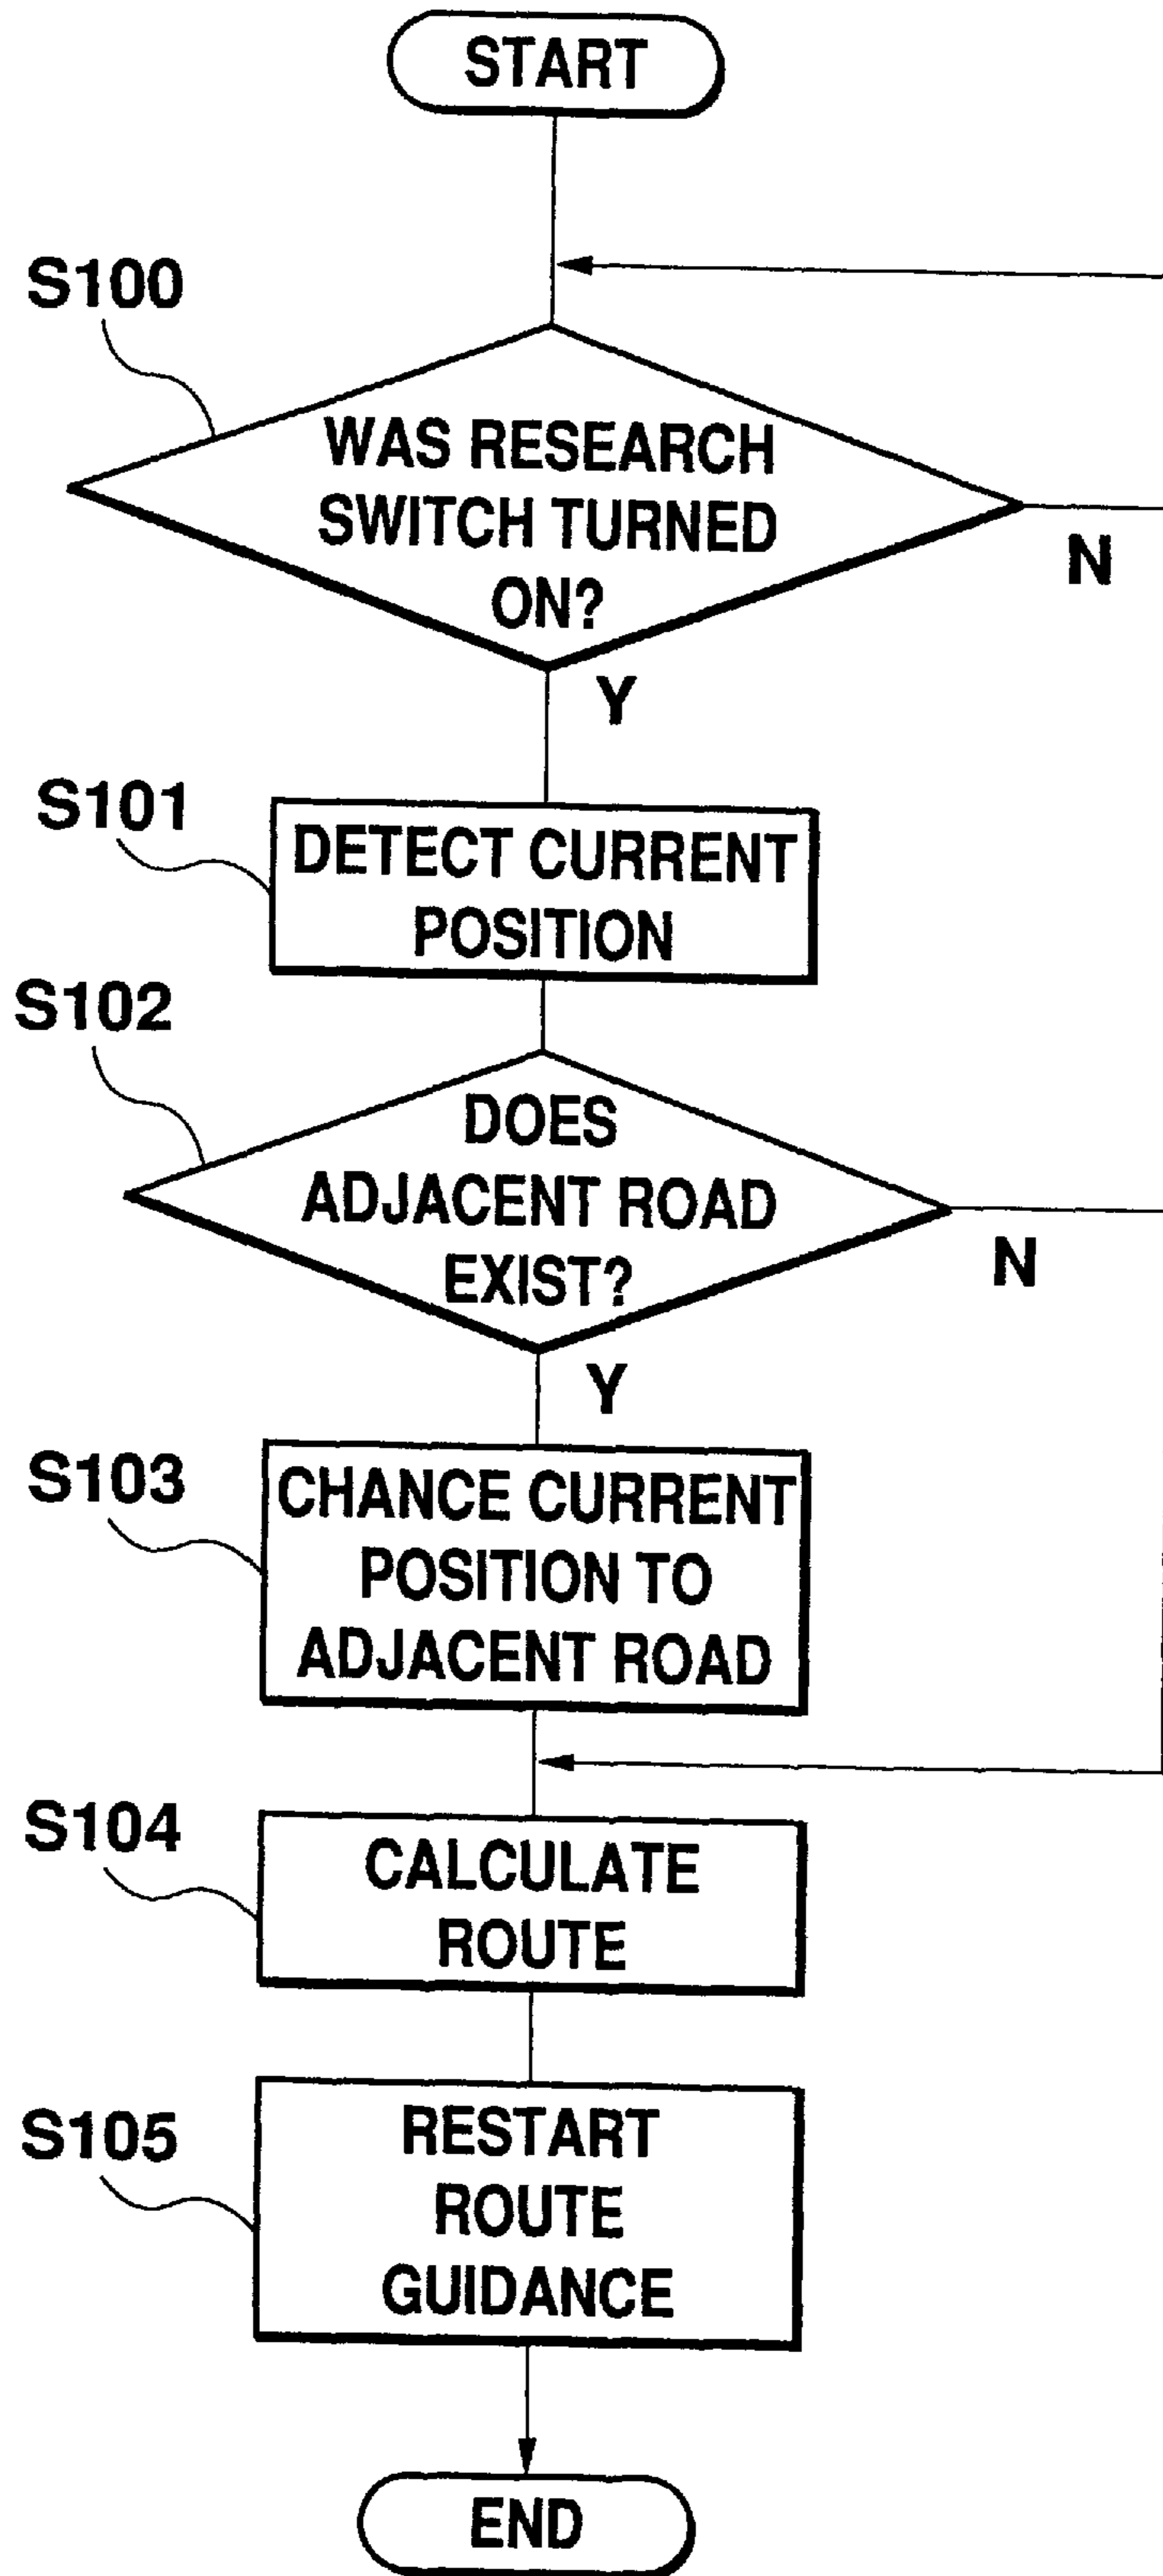 START
S100
WAS RESEARCH
SWITCH TURNED
ON?
N
Y
S101
DETECT CURRENT
POSITION
S102
DOES
ADJACENT ROAD
EXIST?
N
Y
S103
CHANCE CURRENT
POSITION TO
ADJACENT ROAD
S104
CALCULATE
ROUTE
S105
RESTART
ROUTE
GUIDANCE
END